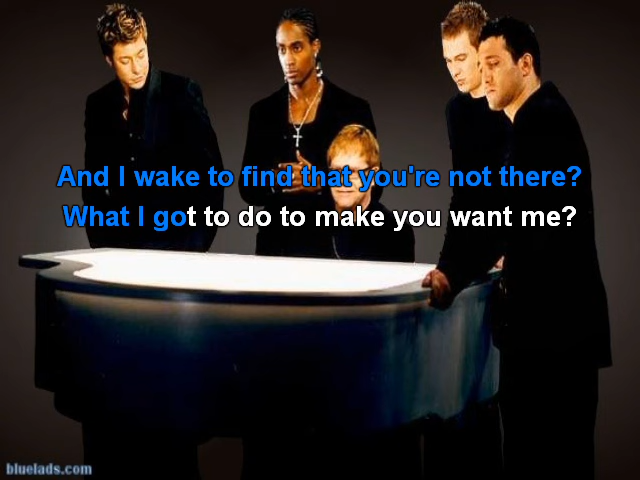 And I wake to find that you're not there?
What I got to do to make you want me?
bluelads.com